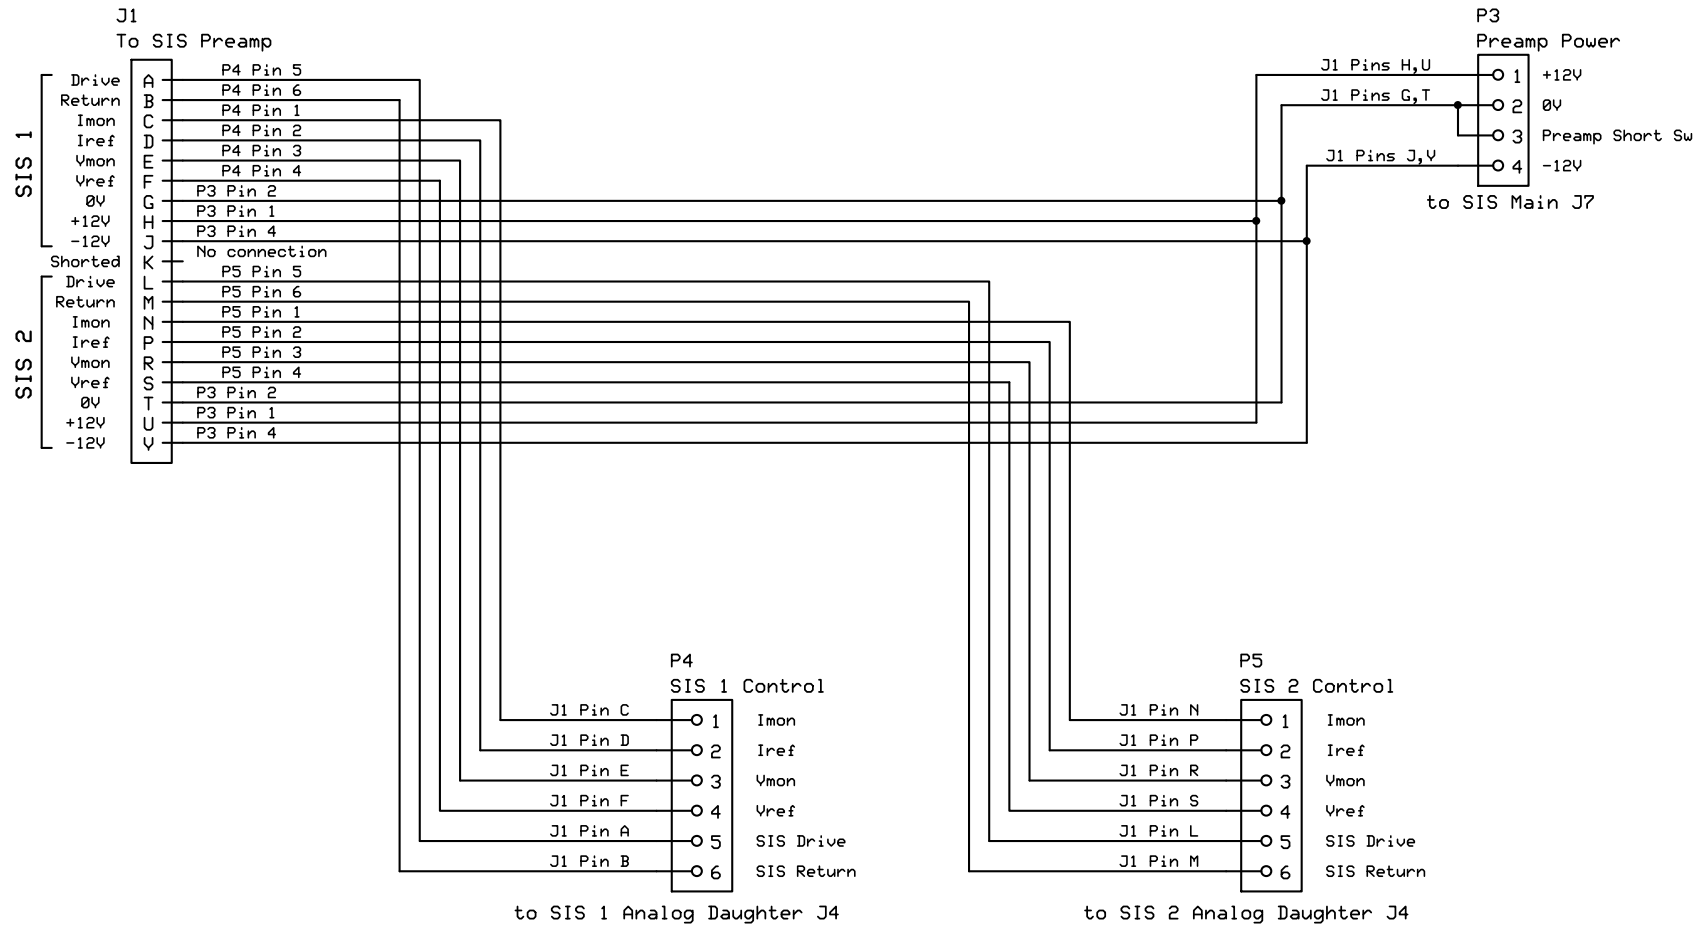 J1
To SIS Preamp
SIS 1
Drive A P4 Pin 5
Return B P4 Pin 6
Imon C P4 Pin 1
Iref D P4 Pin 2
Vmon E P4 Pin 3
Vref F P4 Pin 4
0V G P3 Pin 2
+12V H P3 Pin 1
-12V J P3 Pin 4
Shorted K No connection
SIS 2
Drive L P5 Pin 5
Return M P5 Pin 6
Imon N P5 Pin 1
Iref P P5 Pin 2
Vmon R P5 Pin 3
Vref S P5 Pin 4
0V T P3 Pin 2
+12V U P3 Pin 1
-12V V P3 Pin 4
P3
Preamp Power
J1 Pins H,U 1 +12V
J1 Pins G,T 2 0V
3 Preamp Short Sw
J1 Pins J,V 4 -12V
to SIS Main J7
P4
SIS 1 Control
J1 Pin C 1 Imon
J1 Pin D 2 Iref
J1 Pin E 3 Vmon
J1 Pin F 4 Vref
J1 Pin A 5 SIS Drive
J1 Pin B 6 SIS Return
to SIS 1 Analog Daughter J4
P5
SIS 2 Control
J1 Pin N 1 Imon
J1 Pin P 2 Iref
J1 Pin R 3 Vmon
J1 Pin S 4 Vref
J1 Pin L 5 SIS Drive
J1 Pin M 6 SIS Return
to SIS 2 Analog Daughter J4